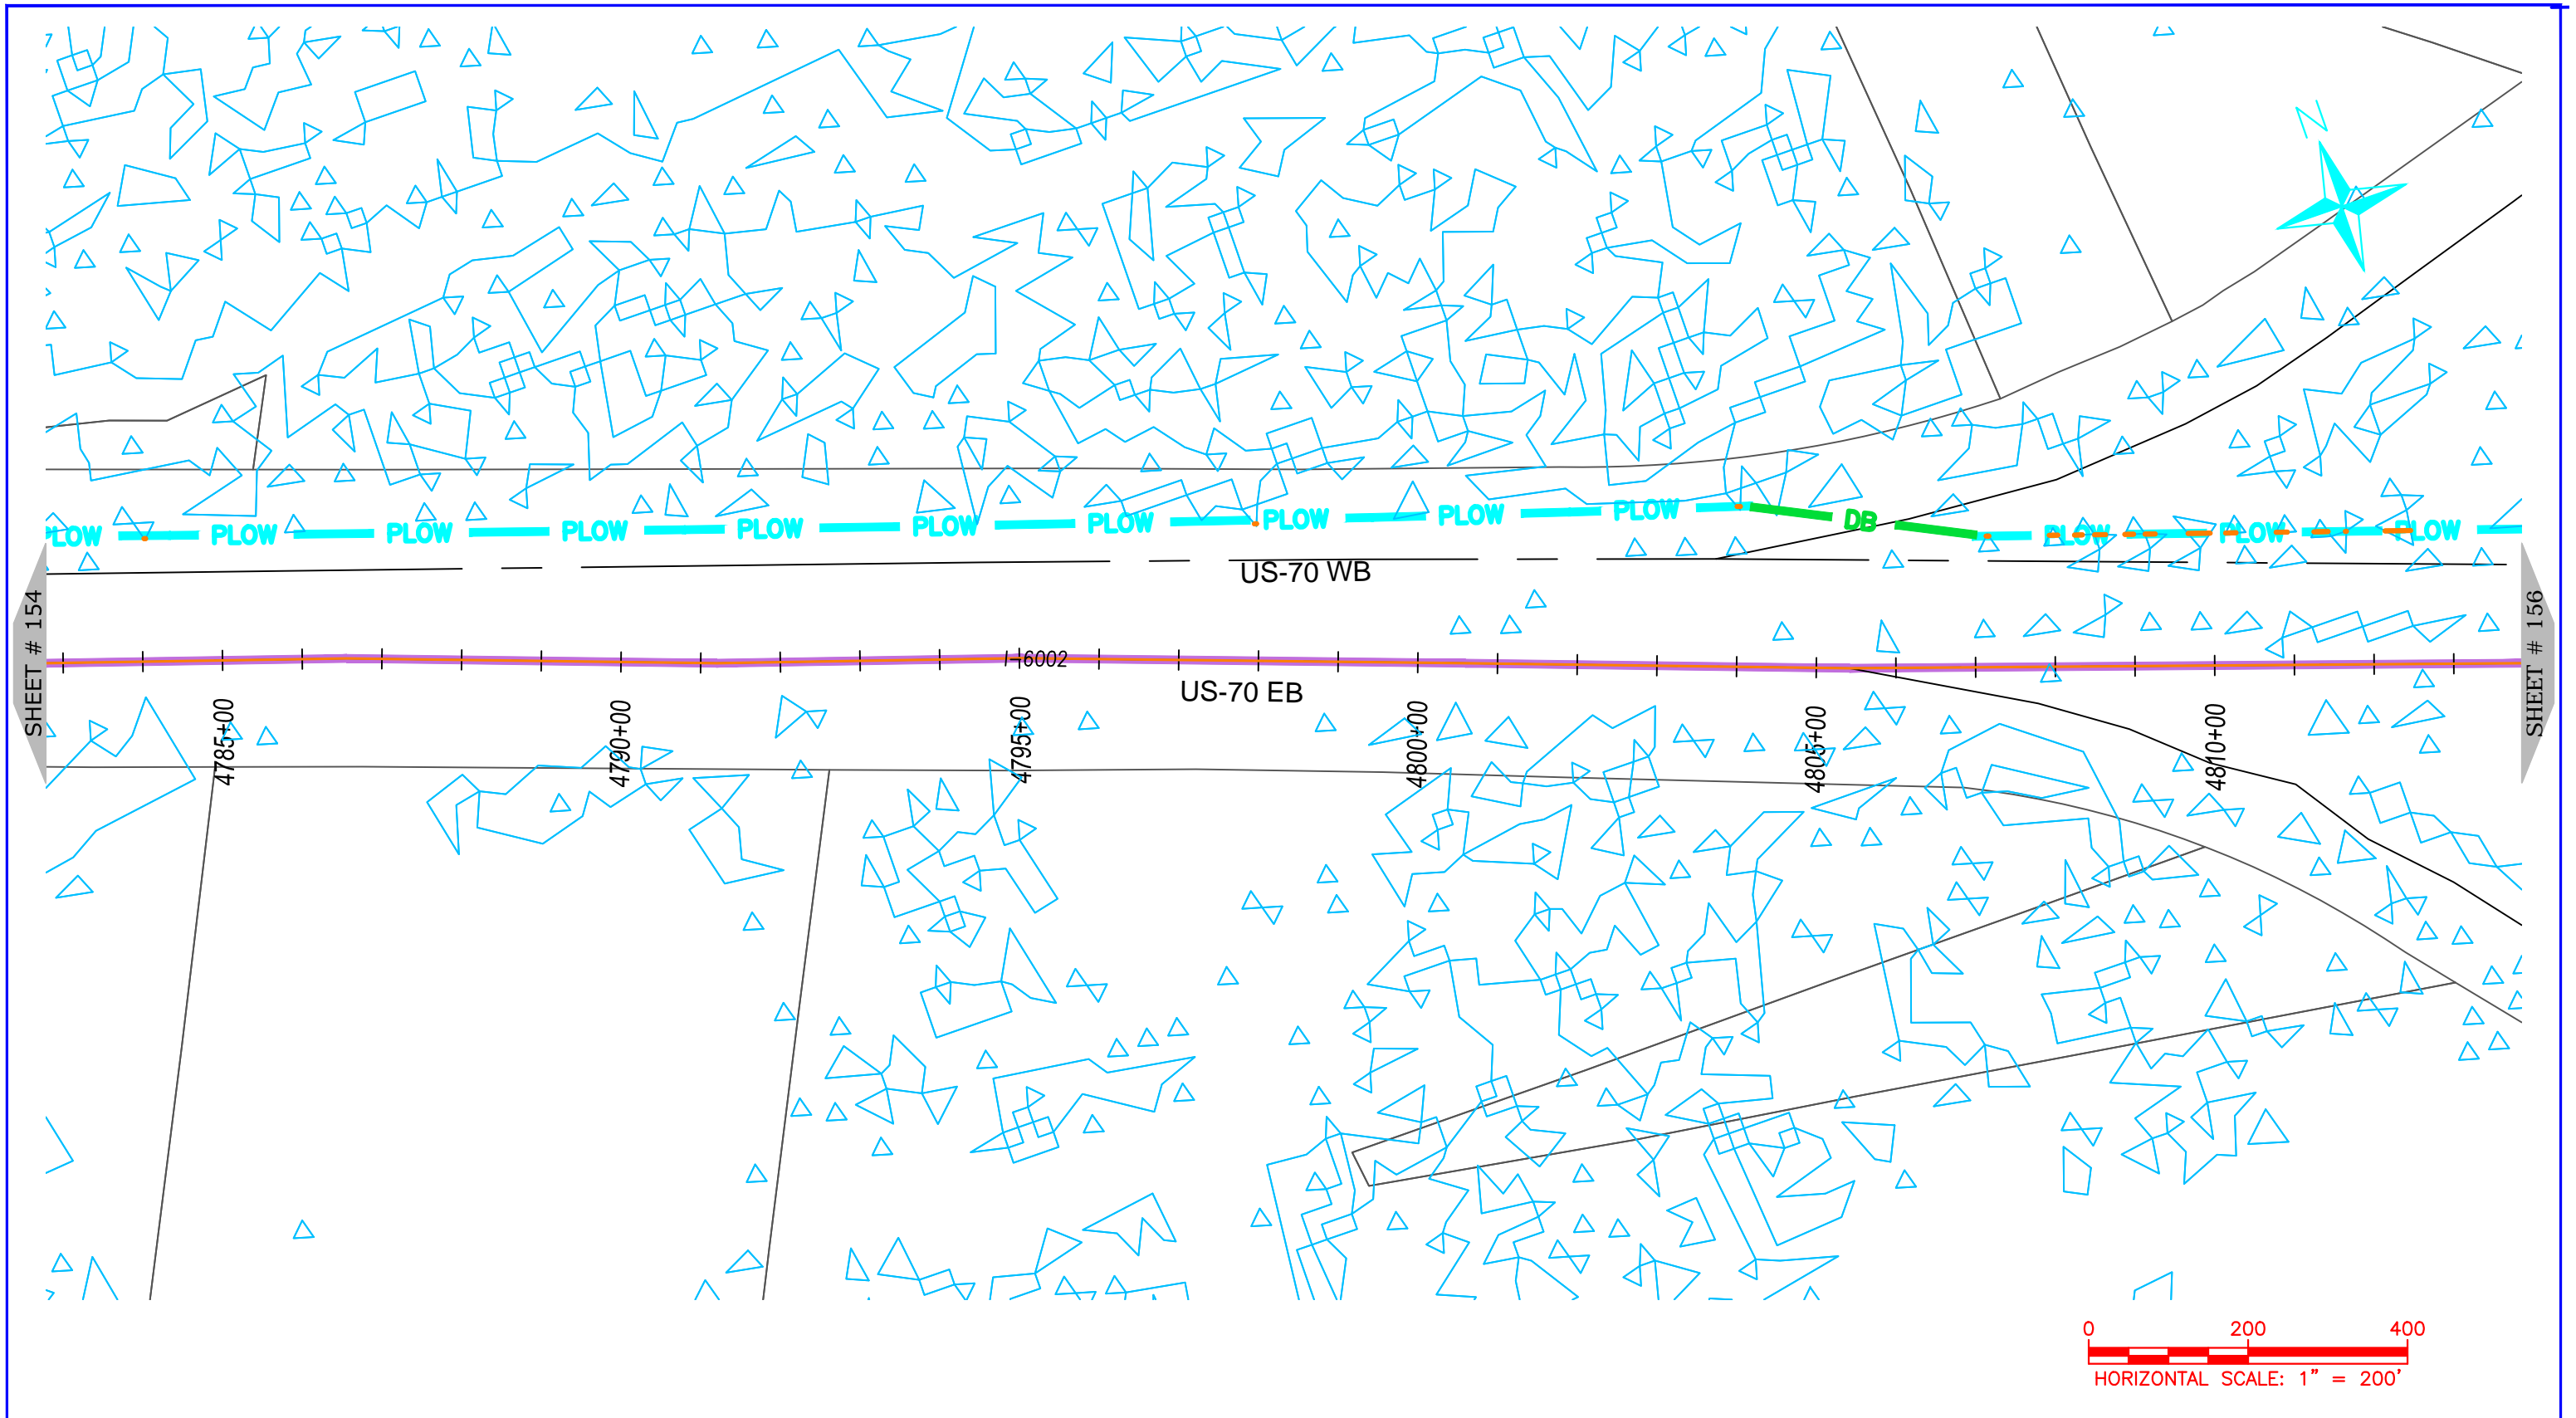 N
PLOW PLOW PLOW PLOW PLOW PLOW PLOW PLOW PLOW PLOW DB PLOW PLOW PLOW
US-70 WB
SHEET # 154
SHEET # 156
I-6002
US-70 EB
4785+00 4790+00 4795+00 4800+00 4805+00 4810+00
0 200 400
HORIZONTAL SCALE: 1" = 200'